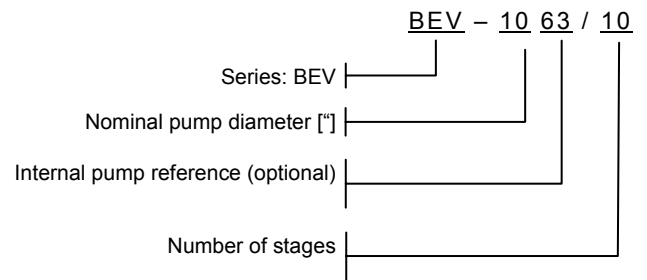 BEV – 10 63 / 10
Series: BEV
Nominal pump diameter [“]
Internal pump reference (optional)
Number of stages